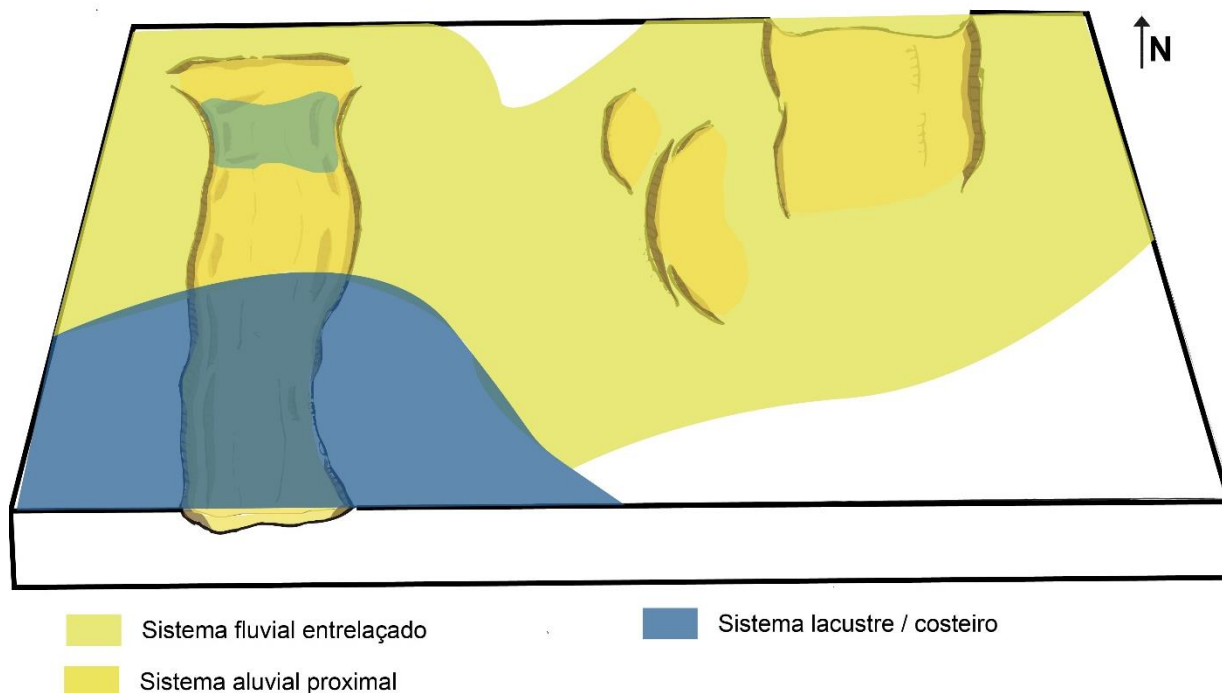 N
Sistema fluvial entrelaçado
Sistema lacustre / costeiro
Sistema aluvial proximal